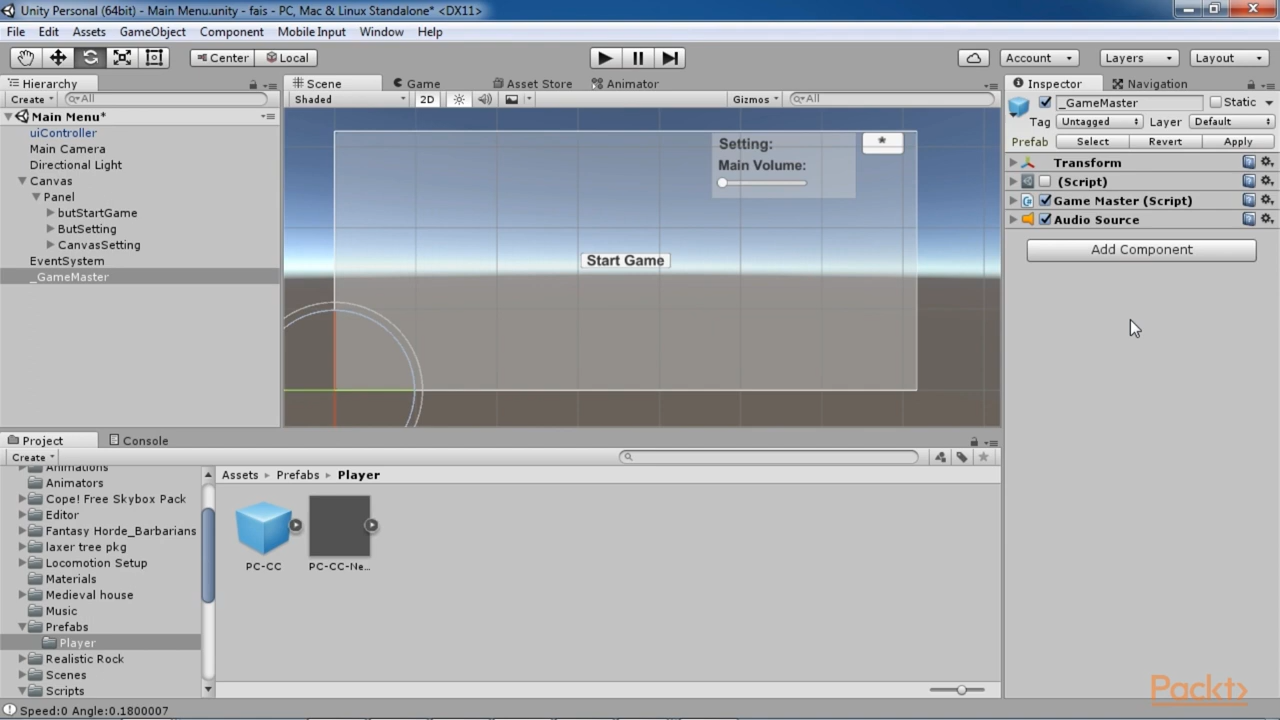 Unity Personal (64bit) - Main Menu.unity - fais - PC, Mac & Linux Standalone* <DX11>
File Edit Assets GameObject Component Mobile Input Window Help
Center Local Account Layers Layout
Hierarchy
Create All
Main Menu*
uiController
Main Camera
Directional Light
Canvas
Panel
butStartGame
ButSetting
CanvasSetting
EventSystem
_GameMaster
Scene Game Asset Store Animator
Shaded 2D Gizmos All
Setting: *
Main Volume:
Start Game
Inspector Navigation
_GameMaster Static
Tag Untagged Layer Default
Prefab Select Revert Apply
Transform
(Script)
Game Master (Script)
Audio Source
Add Component
Project Console
Create
Animations
Animators
Cope! Free Skybox Pack
Editor
Fantasy Horde_Barbarians
laxer tree pkg
Locomotion Setup
Materials
Medieval house
Music
Prefabs
Player
Realistic Rock
Scenes
Scripts
Assets Prefabs Player
PC-CC PC-CC-Ne...
Packt>
Speed:0 Angle:0.1800007